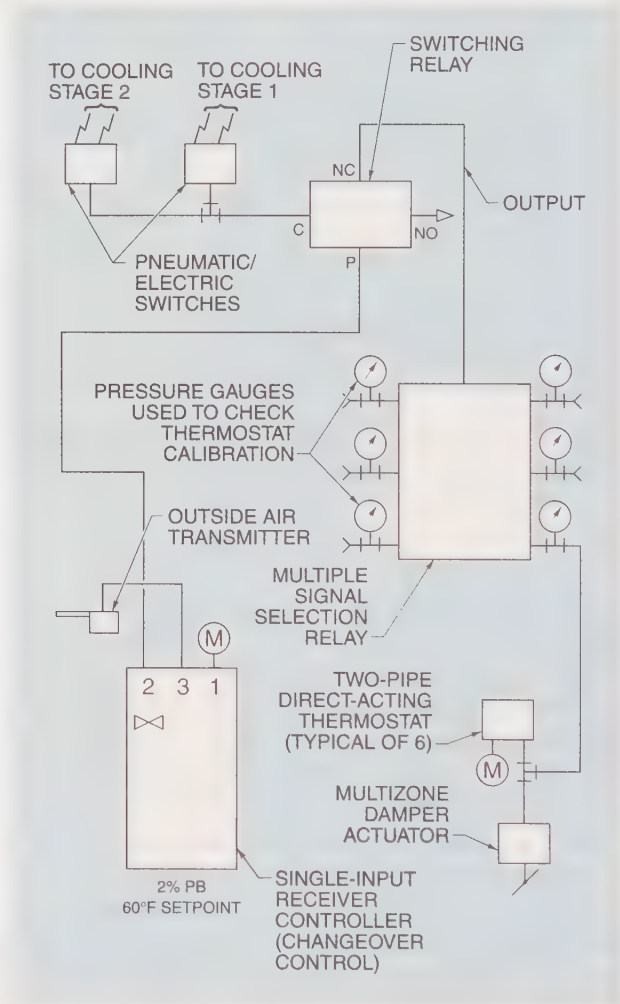 SWITCHING
RELAY
TO COOLING
STAGE 2
TO COOLING
STAGE 1
NC
OUTPUT
C
NO
P
PNEUMATIC/
ELECTRIC
SWITCHES
PRESSURE GAUGES
USED TO CHECK
THERMOSTAT
CALIBRATION
OUTSIDE AIR
TRANSMITTER
MULTIPLE
SIGNAL
SELECTION
RELAY
M
2 3 1
TWO-PIPE
DIRECT-ACTING
THERMOSTAT
(TYPICAL OF 6)
M
MULTIZONE
DAMPER
ACTUATOR
2% PB
60°F SETPOINT
SINGLE-INPUT
RECEIVER
CONTROLLER
(CHANGEOVER
CONTROL)